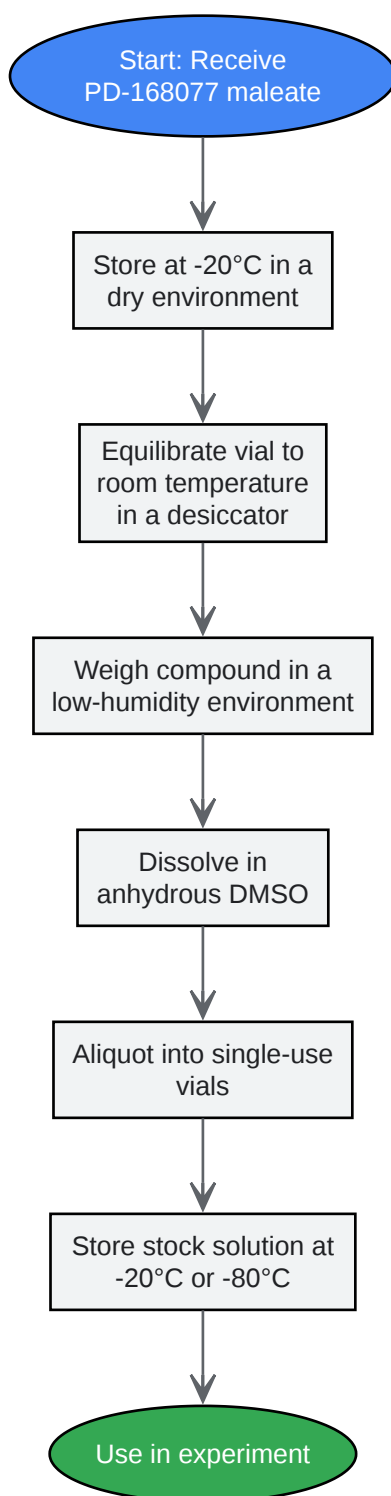 Start: Receive
PD-168077 maleate
Store at -20°C in a
dry environment
Equilibrate vial to
room temperature
in a desiccator
Weigh compound in a
low-humidity environment
Dissolve in
anhydrous DMSO
Aliquot into single-use
vials
Store stock solution at
-20°C or -80°C
Use in experiment